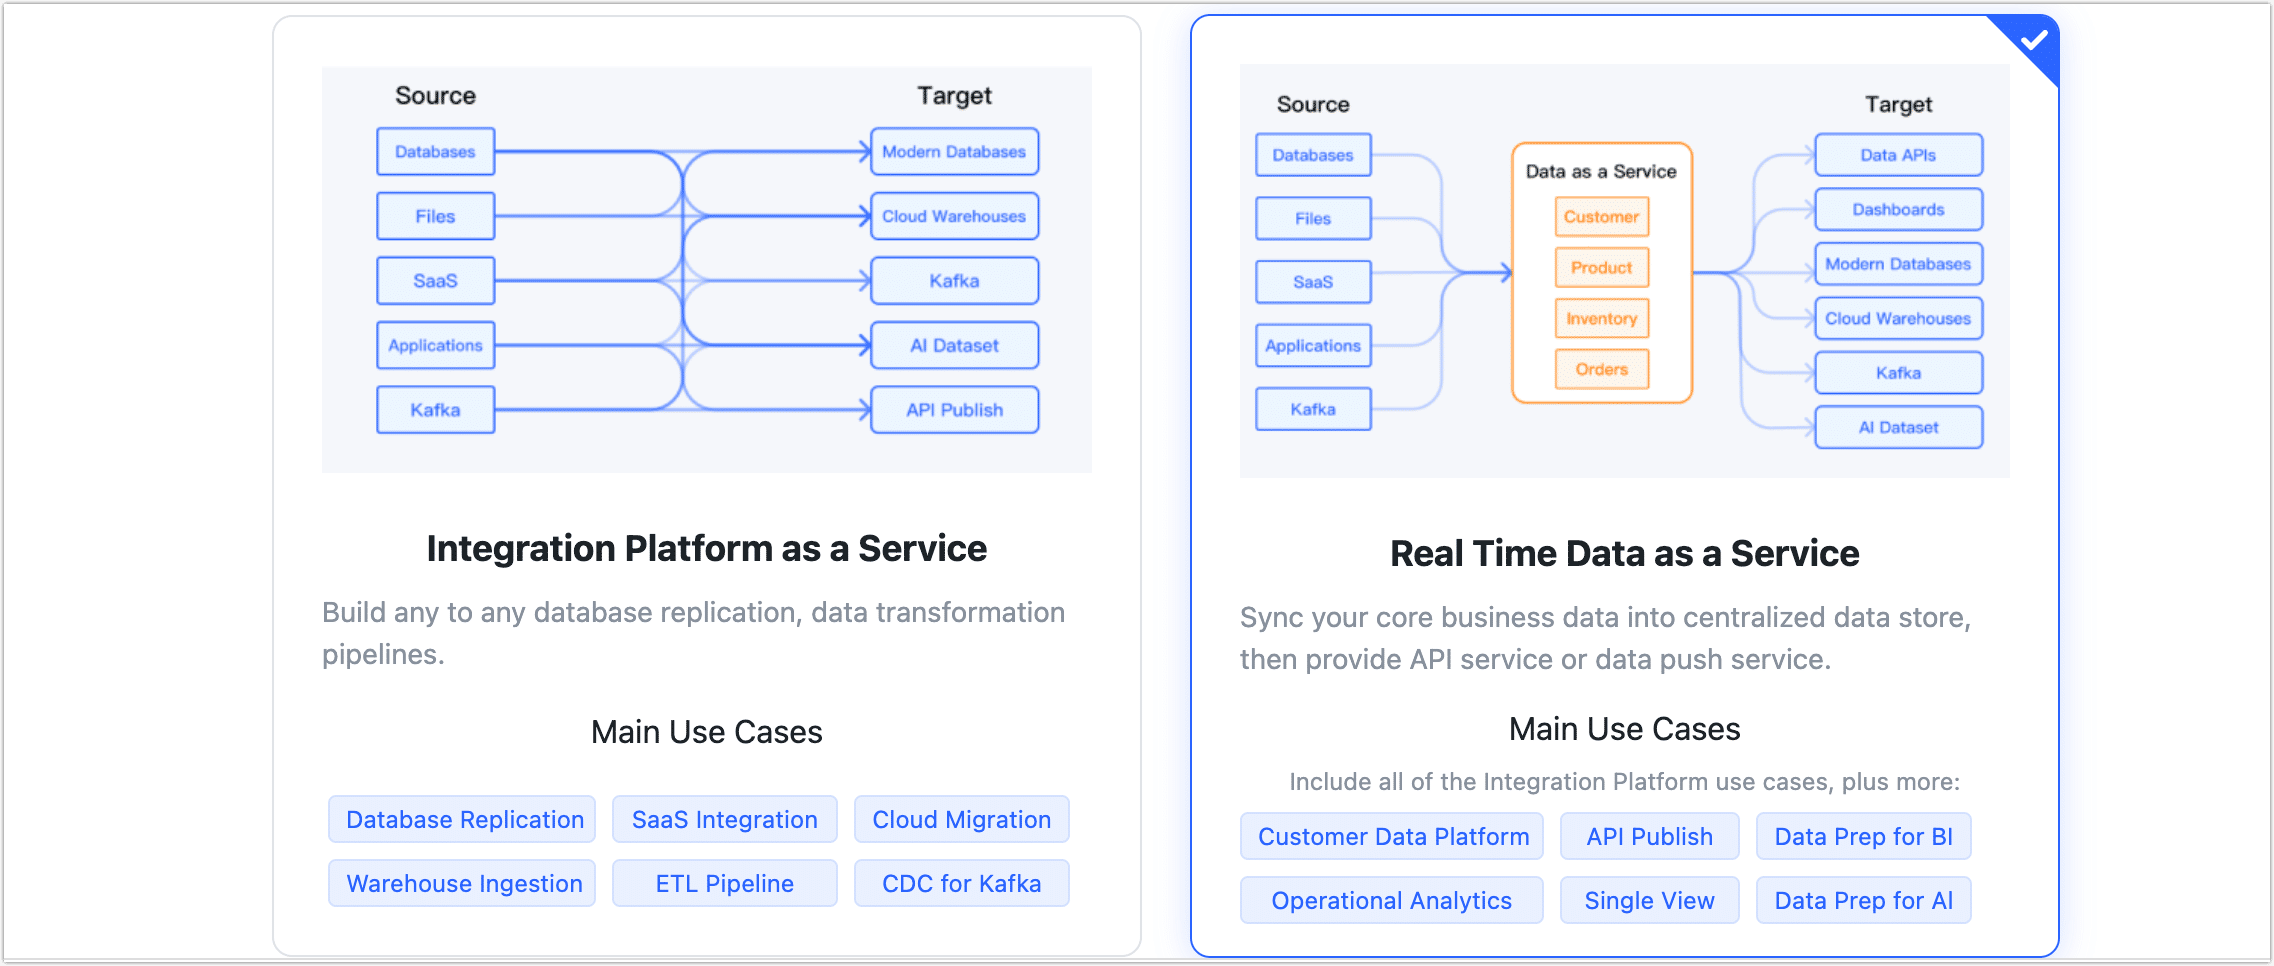 Source
Target
Databases
Modern Databases
Files
Cloud Warehouses
SaaS
Kafka
Applications
AI Dataset
Kafka
API Publish
Integration Platform as a Service
Build any to any database replication, data transformation
pipelines.
Main Use Cases
Database Replication
SaaS Integration
Cloud Migration
Warehouse Ingestion
ETL Pipeline
CDC for Kafka
Source
Target
Databases
Files
SaaS
Applications
Kafka
Data as a Service
Customer
Product
Inventory
Orders
Data APIs
Dashboards
Modern Databases
Cloud Warehouses
Kafka
AI Dataset
Real Time Data as a Service
Sync your core business data into centralized data store,
then provide API service or data push service.
Main Use Cases
Include all of the Integration Platform use cases, plus more:
Customer Data Platform
API Publish
Data Prep for BI
Operational Analytics
Single View
Data Prep for AI